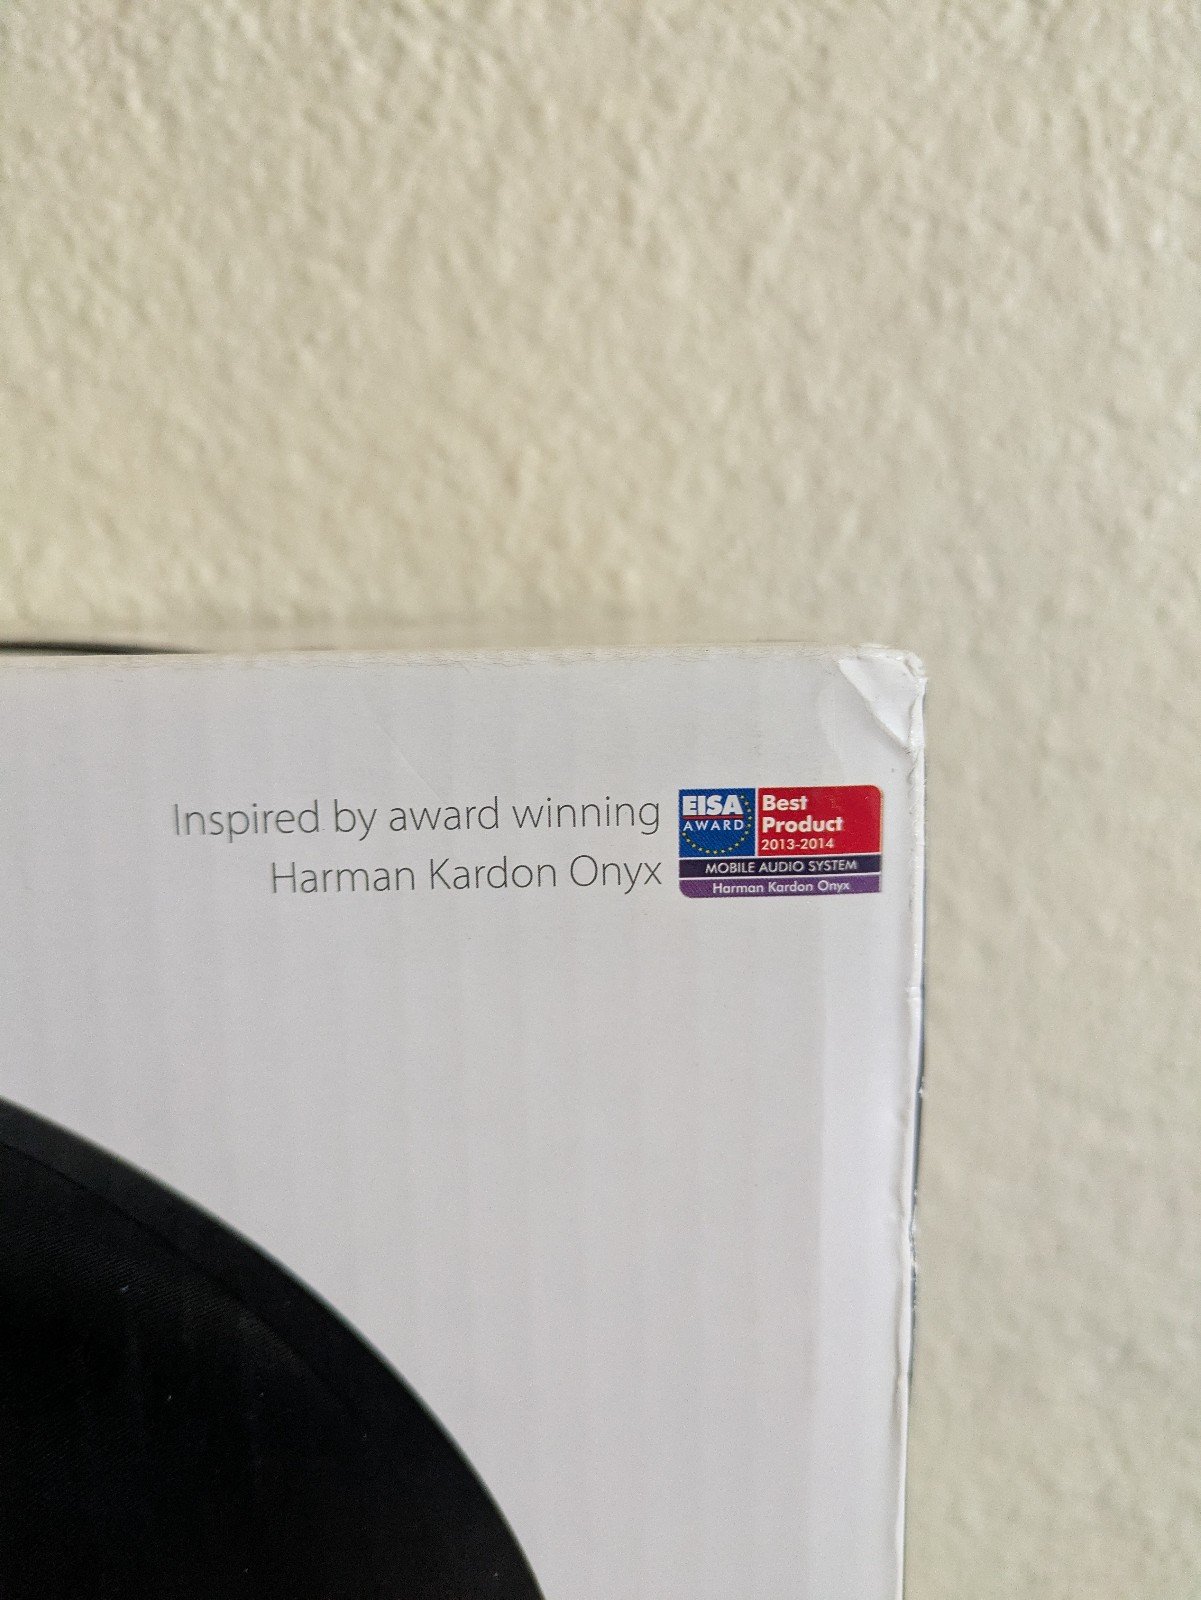 Inspired by award winning
Harman Kardon Onyx
EISA
AWARD
Best
Product
2013-2014
MOBILE AUDIO SYSTEM
Harman Kardon Onyx